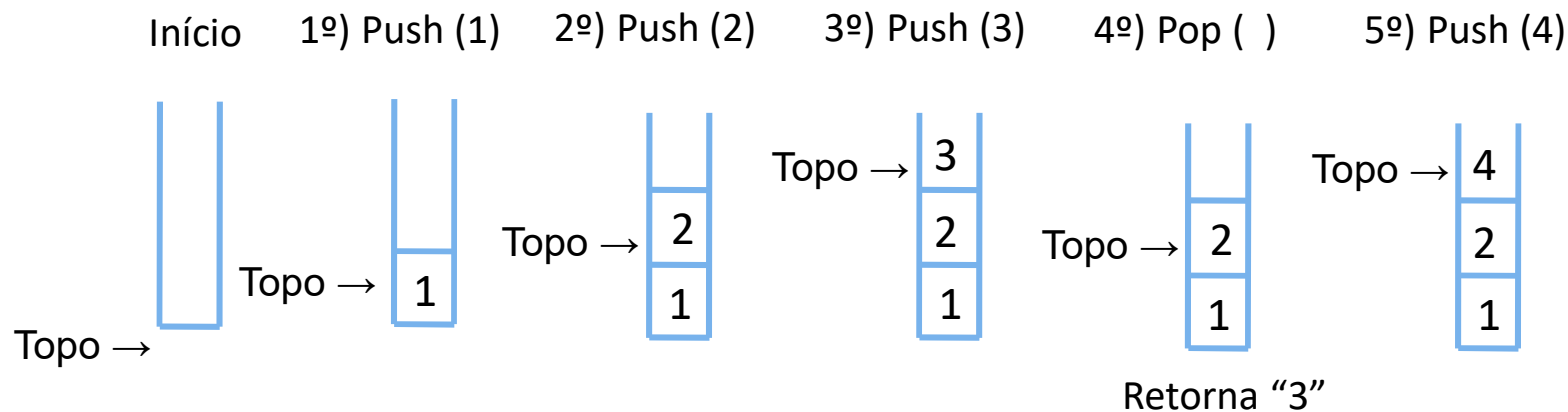 Início 1º) Push (1) 2º) Push (2) 3º) Push (3) 4º) Pop ( ) 5º) Push (4)
Topo →
Topo → 1
Topo → 2
1
Topo → 3
2
1
Topo → 2
1
Retorna “3”
Topo → 4
2
1